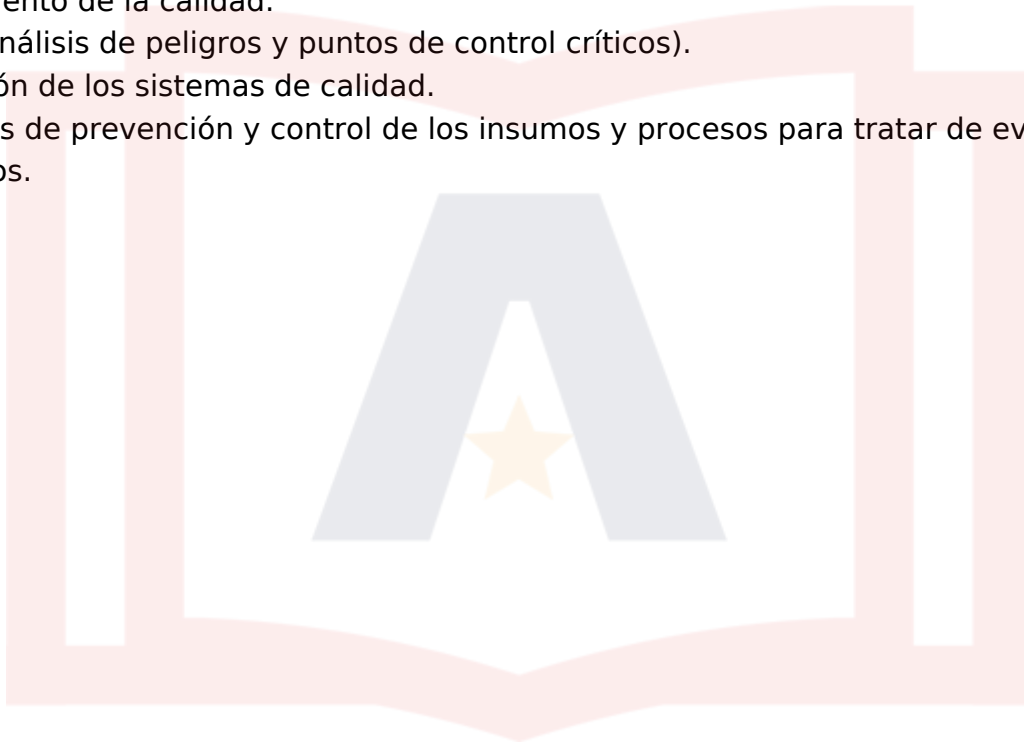 ento de la calidad.
nálisis de peligros y puntos de control críticos).
ón de los sistemas de calidad.
s de prevención y control de los insumos y procesos para tratar de ev
os.